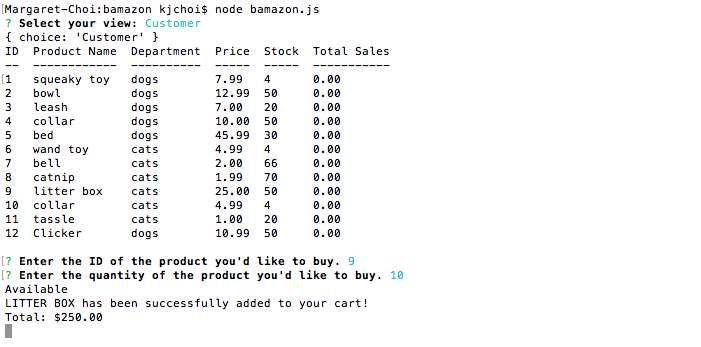 [Margaret-Choi:bamazon kjchoi$ node bamazon.js
? Select your view: Customer
{ choice: 'Customer' }
ID  Product Name  Department  Price  Stock  Total Sales
--  ------------  ----------  -----  -----  -----------
[1   squeaky toy   dogs        7.99   4      0.00
2   bowl          dogs        12.99  50     0.00
3   leash         dogs        7.00   20     0.00
4   collar        dogs        10.00  50     0.00
5   bed           dogs        45.99  30     0.00
6   wand toy      cats        4.99   4      0.00
7   bell          cats        2.00   66     0.00
8   catnip        cats        1.99   70     0.00
9   litter box    cats        25.00  50     0.00
10  collar        cats        4.99   4      0.00
11  tassle        cats        1.00   20     0.00
12  Clicker       dogs        10.99  50     0.00
[? Enter the ID of the product you'd like to buy. 9
[? Enter the quantity of the product you'd like to buy. 10
Available
LITTER BOX has been successfully added to your cart!
Total: $250.00